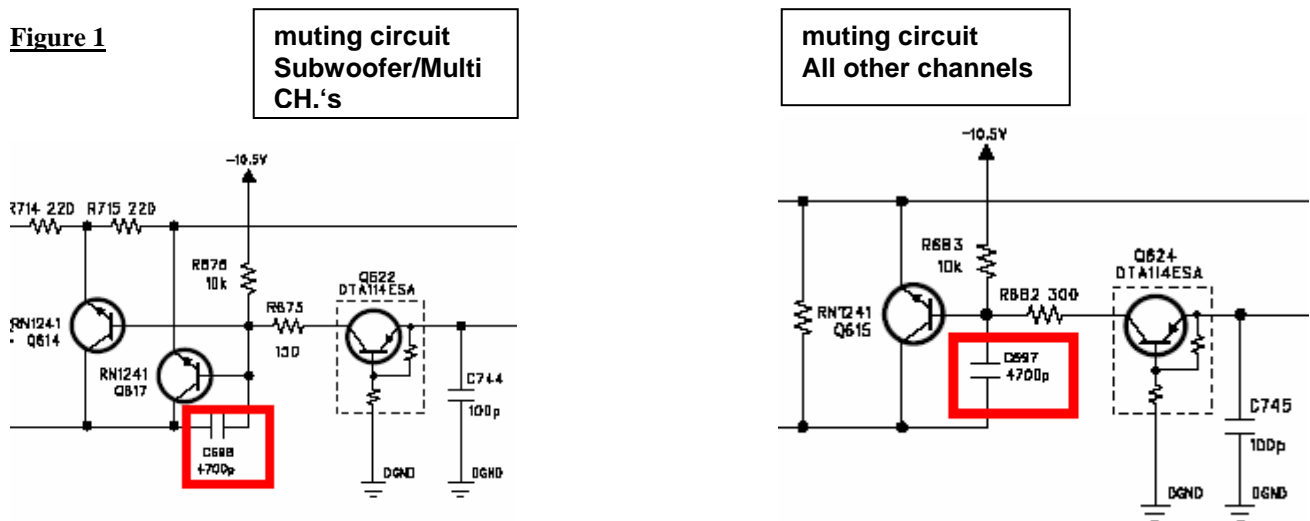 Figure 1
muting circuit
Subwoofer/Multi
CH.‘s
muting circuit
All other channels
-10.5V
R714 220 R715 220
R676
10k
Q622
DTA114ESA
R675
150
RN1241
Q614
RN1241
Q617
C744
100p
C698
4700p
DGND
DGND
-10.5V
R683
10k
Q624
DTA114ESA
R682 300
RN1241
Q615
C697
4700p
C745
100p
DGND
DGND